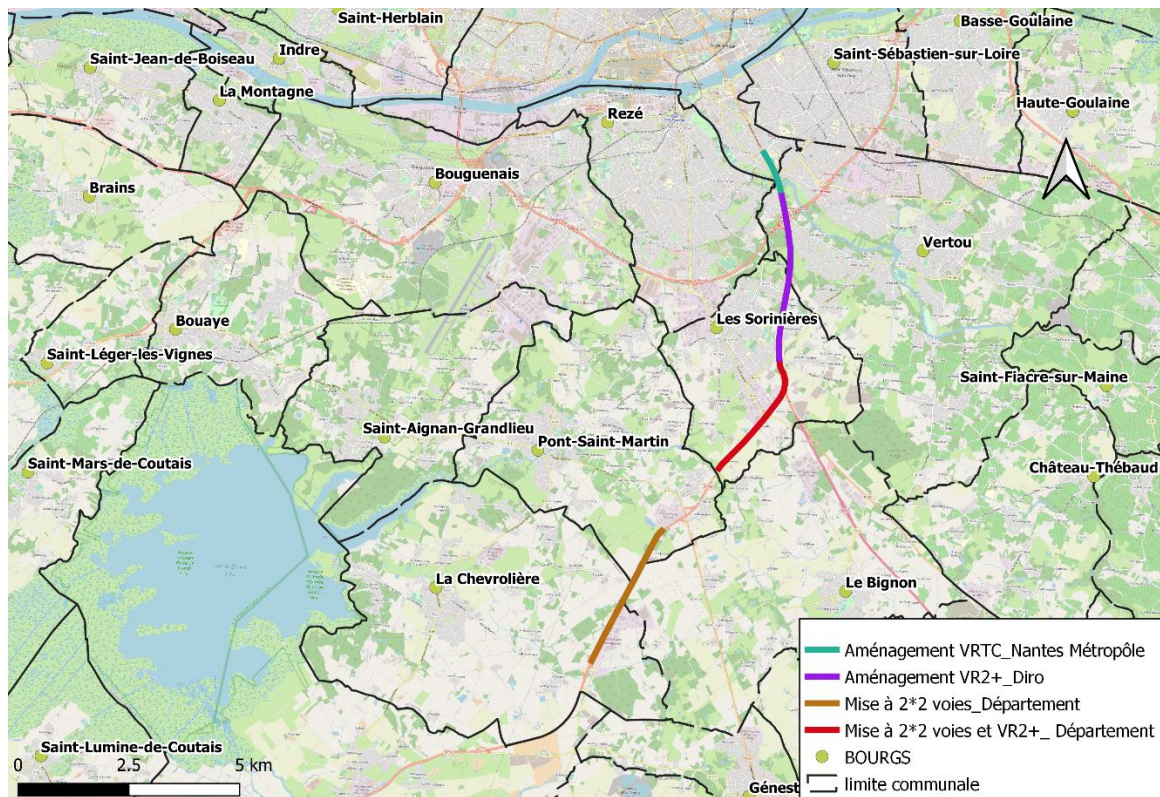 Saint-Herblain
Basse-Goulaine
Saint-Jean-de-Boiseau
Indre
Saint-Sébastien-sur-Loire
La Montagne
Haute-Goulaine
Rezé
Brains
Bouguenais
Vertou
Bouaye
Les Sorinières
Saint-Léger-les-Vignes
Saint-Fiacre-sur-Maine
Saint-Aignan-Grandlieu
Pont-Saint-Martin
Saint-Mars-de-Coutais
Château-Thébaud
La Chevrolière
Le Bignon
Aménagement VRTC_Nantes Métropôle
Aménagement VR2+_Diro
Mise à 2*2 voies_Département
Mise à 2*2 voies et VR2+_ Département
BOURGS
limite communale
Saint-Lumine-de-Coutais
0 2.5 5 km
Génest